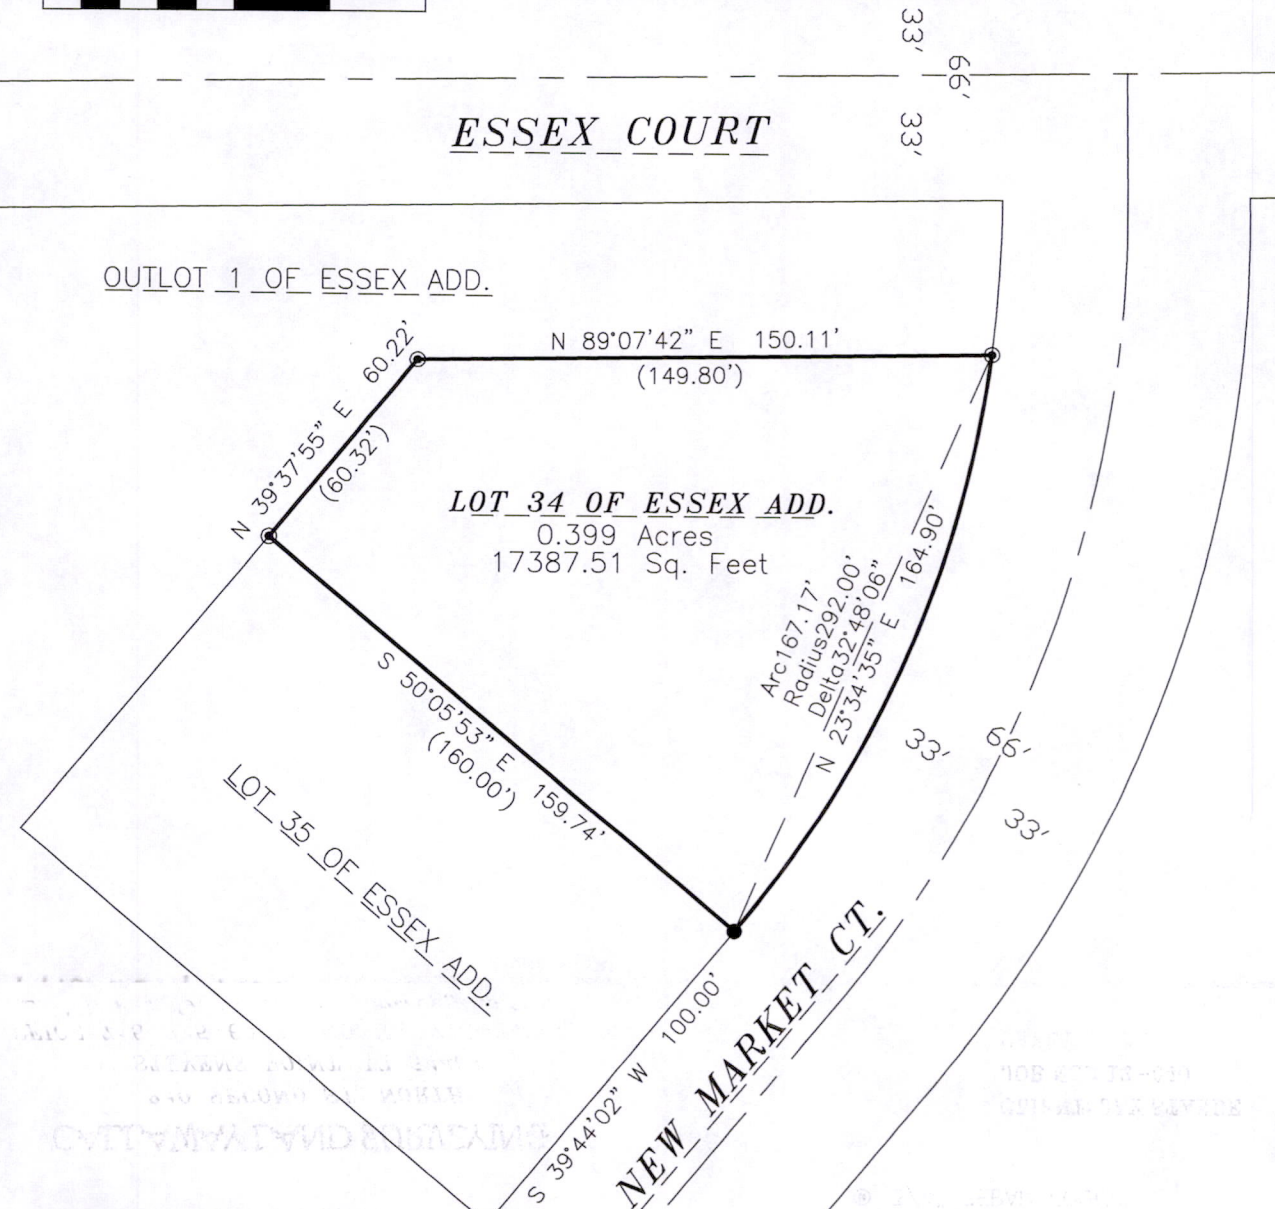 33'
66'
33'
ESSEX COURT
OUTLOT 1 OF ESSEX ADD.
N 89°07'42" E 150.11'
(149.80')
N 39°37'55" E 60.22'
(60.32')
LOT 34 OF ESSEX ADD.
0.399 Acres
17387.51 Sq. Feet
Arc167.17'
Radius292.00'
Delta32°48'06"
N 23°34'35" E 164.90'
S 50°05'53" E 159.74'
(160.00')
33'
66'
33'
LOT 35 OF ESSEX ADD.
S 39°44'02" W 100.00'
NEW MARKET CT.